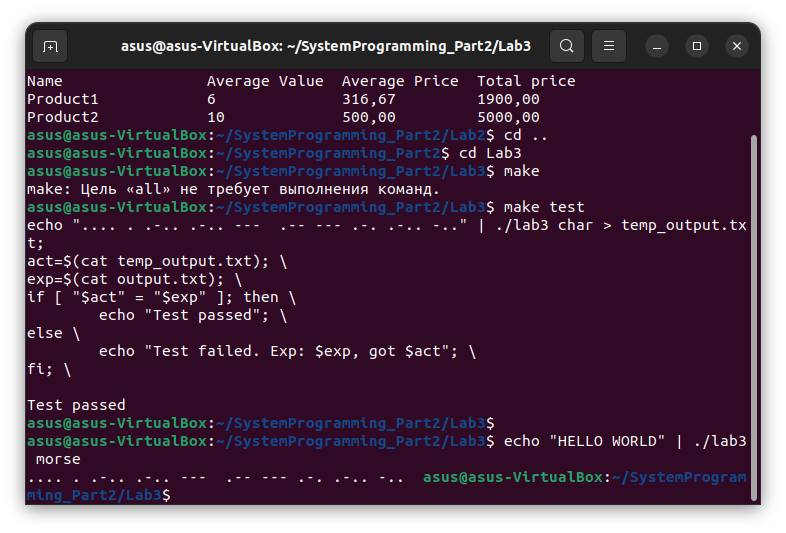 asus@asus-VirtualBox: ~/SystemProgramming_Part2/Lab3
Name                Average Value  Average Price  Total price
Product1            6              316,67         1900,00
Product2            10             500,00         5000,00
asus@asus-VirtualBox:~/SystemProgramming_Part2/Lab2$ cd ..
asus@asus-VirtualBox:~/SystemProgramming_Part2$ cd Lab3
asus@asus-VirtualBox:~/SystemProgramming_Part2/Lab3$ make
make: Цель «all» не требует выполнения команд.
asus@asus-VirtualBox:~/SystemProgramming_Part2/Lab3$ make test
echo ".... . .-.. .-.. ---  .-- --- .-. .-.. -.." | ./lab3 char > temp_output.tx
t;
act=$(cat temp_output.txt); \
exp=$(cat output.txt); \
if [ "$act" = "$exp" ]; then \
        echo "Test passed"; \
else \
        echo "Test failed. Exp: $exp, got $act"; \
fi; \
Test passed
asus@asus-VirtualBox:~/SystemProgramming_Part2/Lab3$
asus@asus-VirtualBox:~/SystemProgramming_Part2/Lab3$ echo "HELLO WORLD" | ./lab3
 morse
.... . .-.. .-.. ---  .-- --- .-. .-.. -..  asus@asus-VirtualBox:~/SystemProgram
ming_Part2/Lab3$